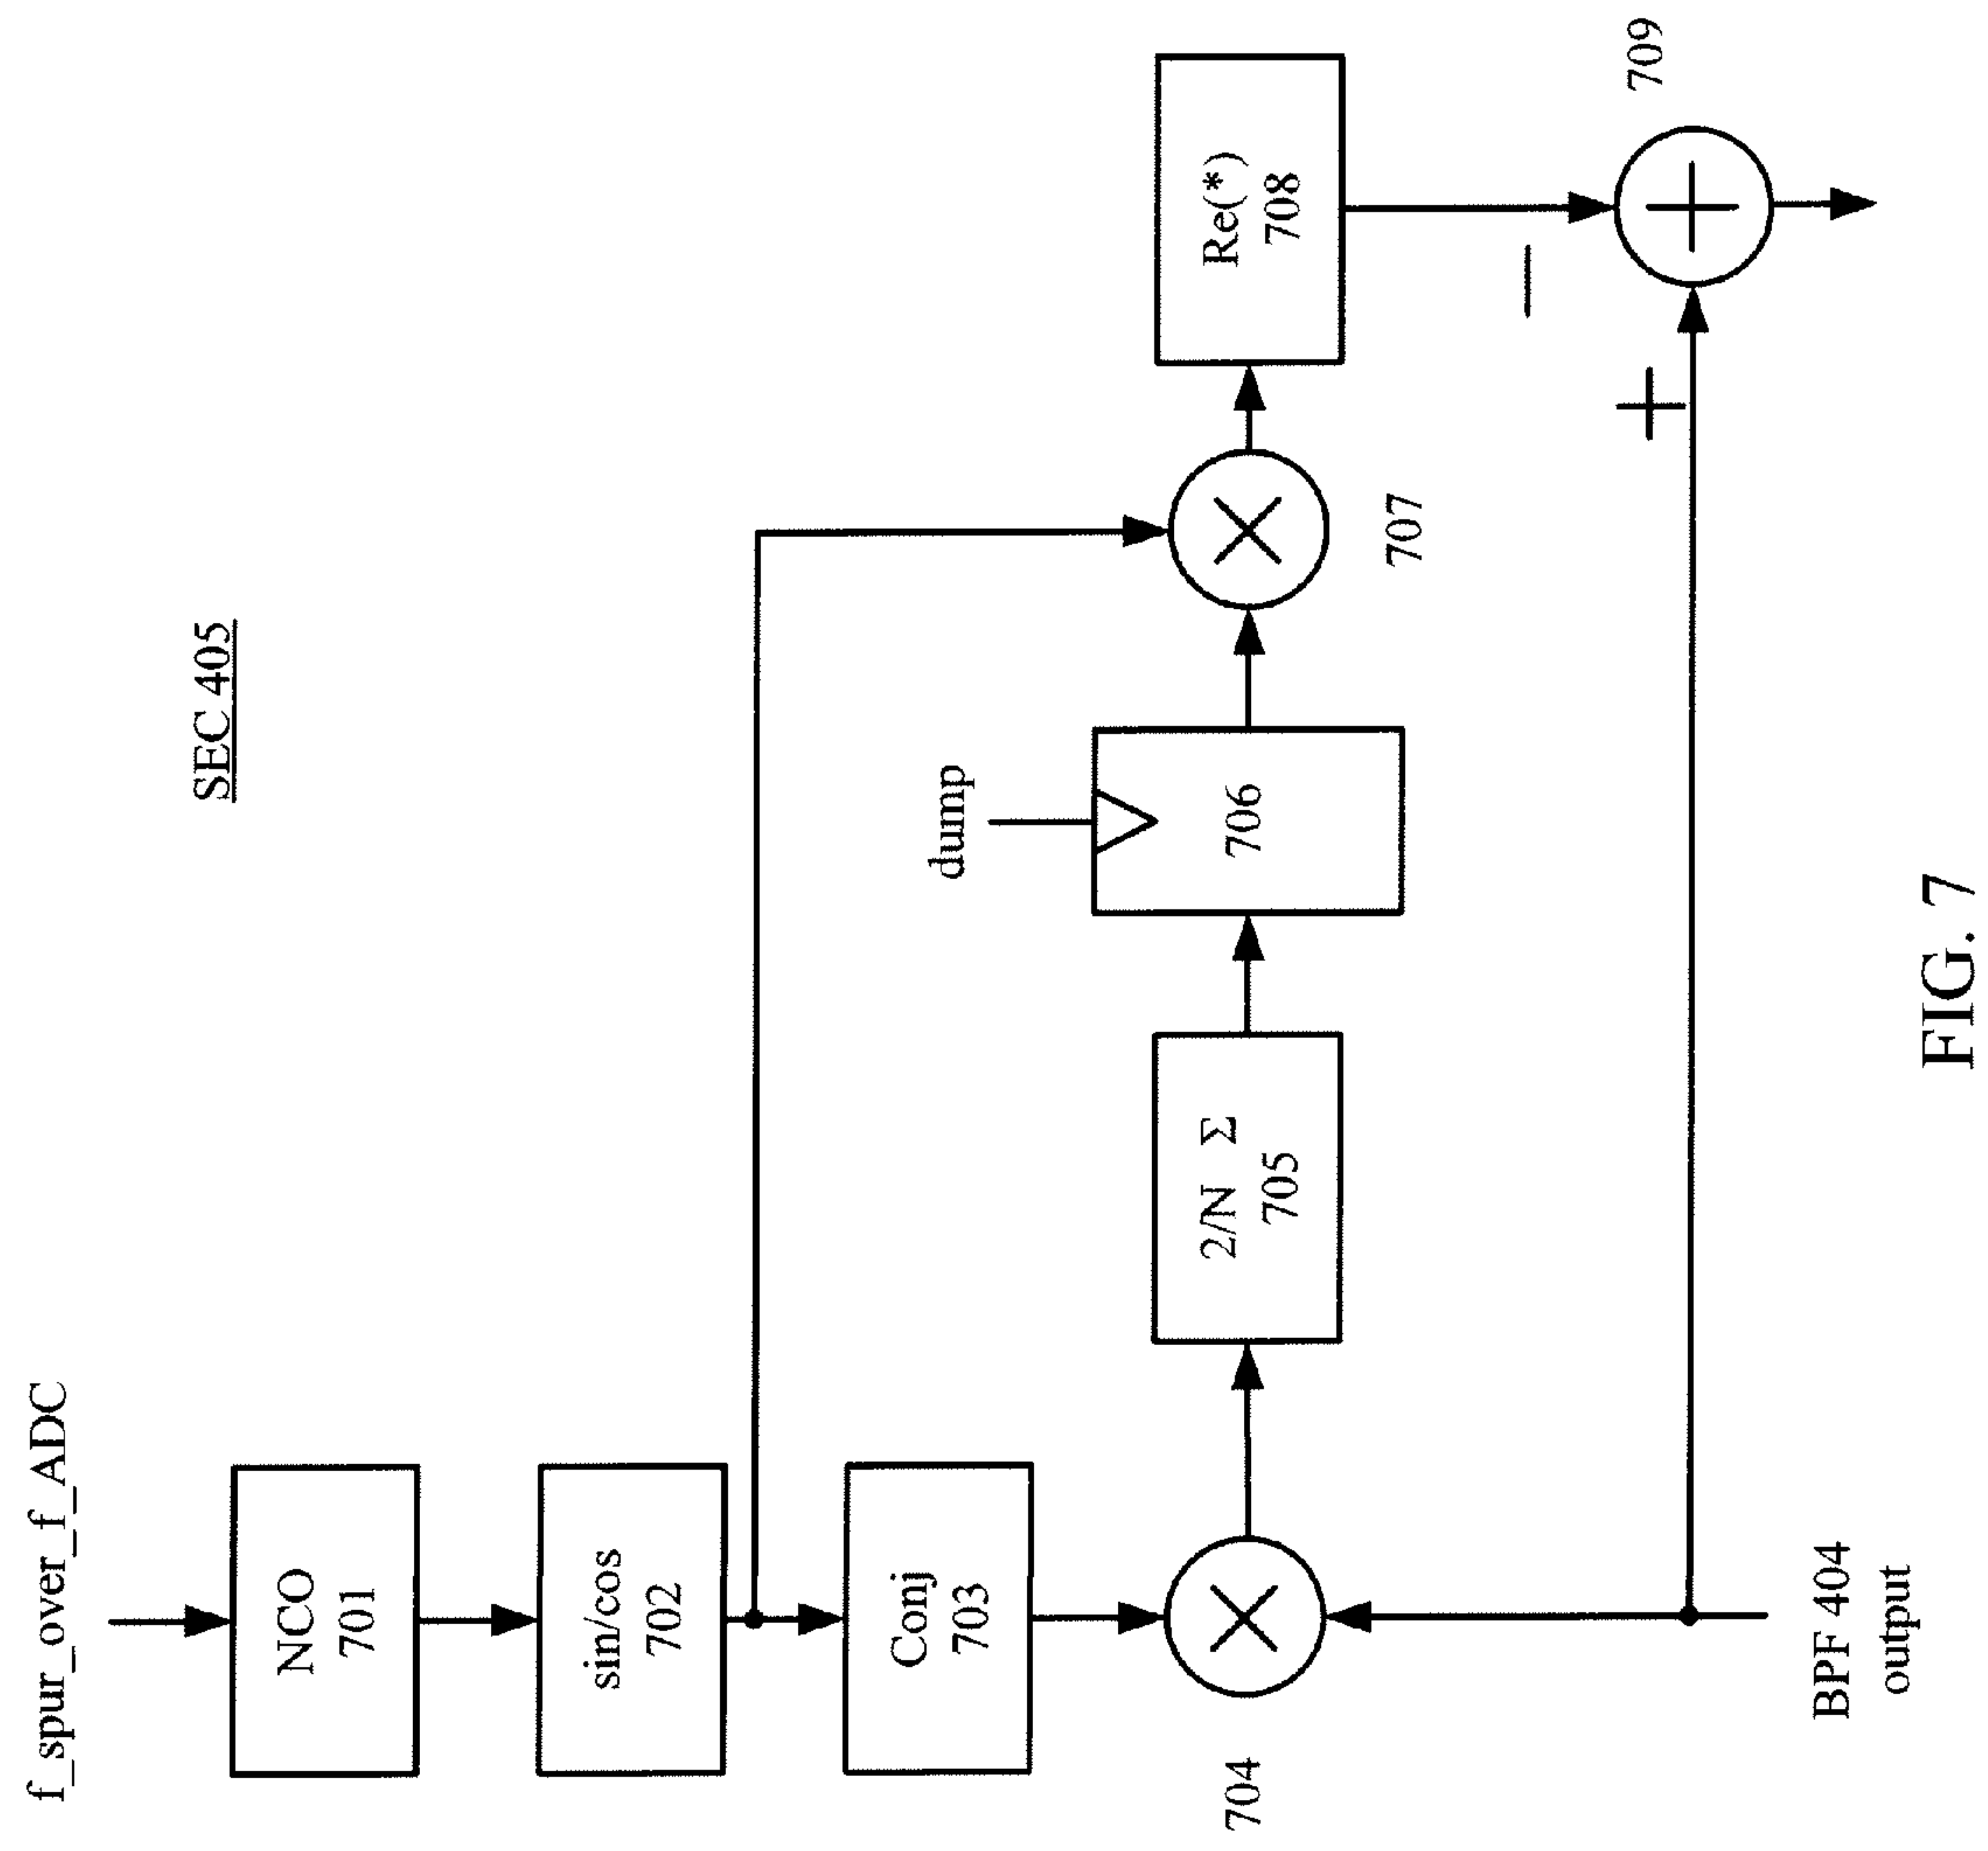 SEC 405
f_spur_over_f_ADC
NCO
701
sin/cos
702
Conj
703
704
BPF 404
output
2/N Σ
705
dump
706
707
Re(*)
708
709
+
−
FIG. 7